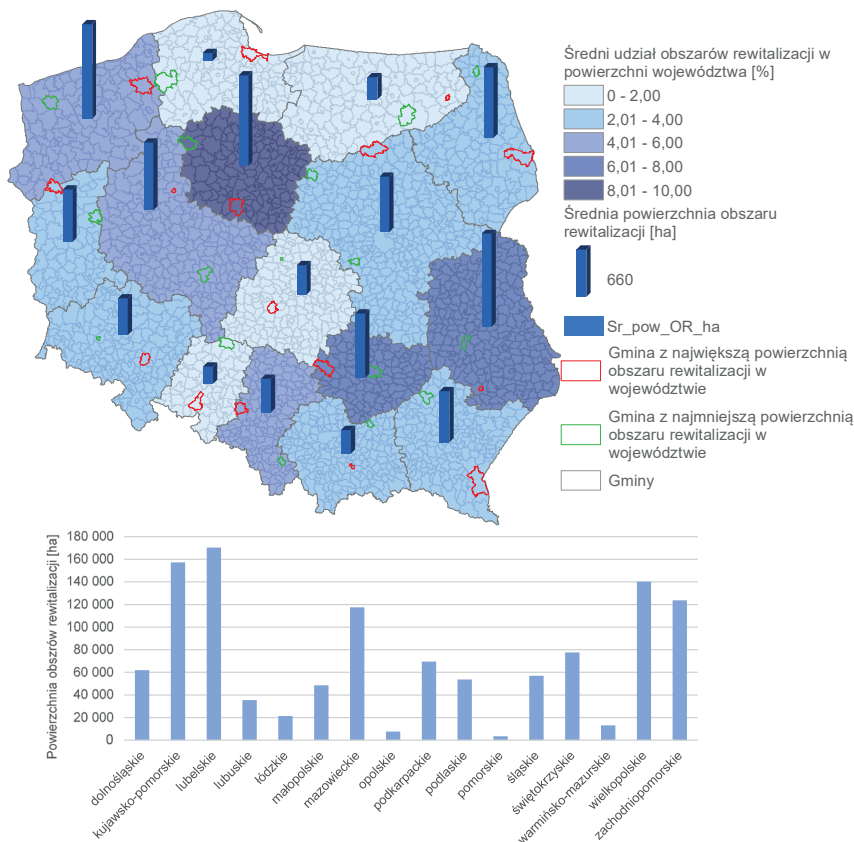 Średni udział obszarów rewitalizacji w
powierzchni województwa [%]
0 - 2,00
2,01 - 4,00
4,01 - 6,00
6,01 - 8,00
8,01 - 10,00
Średnia powierzchnia obszaru
rewitalizacji [ha]
660
Sr_pow_OR_ha
Gmina z największą powierzchnią
obszaru rewitalizacji w
województwie
Gmina z najmniejszą powierzchnią
obszaru rewitalizacji w
województwie
Gminy
Powierzchnia obszrów rewitalizacji [ha]
180 000
160 000
140 000
120 000
100 000
80 000
60 000
40 000
20 000
0
dolnośląskie
kujawsko-pomorskie
lubelskie
lubuskie
łódzkie
małopolskie
mazowieckie
opolskie
podkarpackie
podlaskie
pomorskie
śląskie
świętokrzyskie
warmińsko-mazurskie
wielkopolskie
zachodniopomorskie